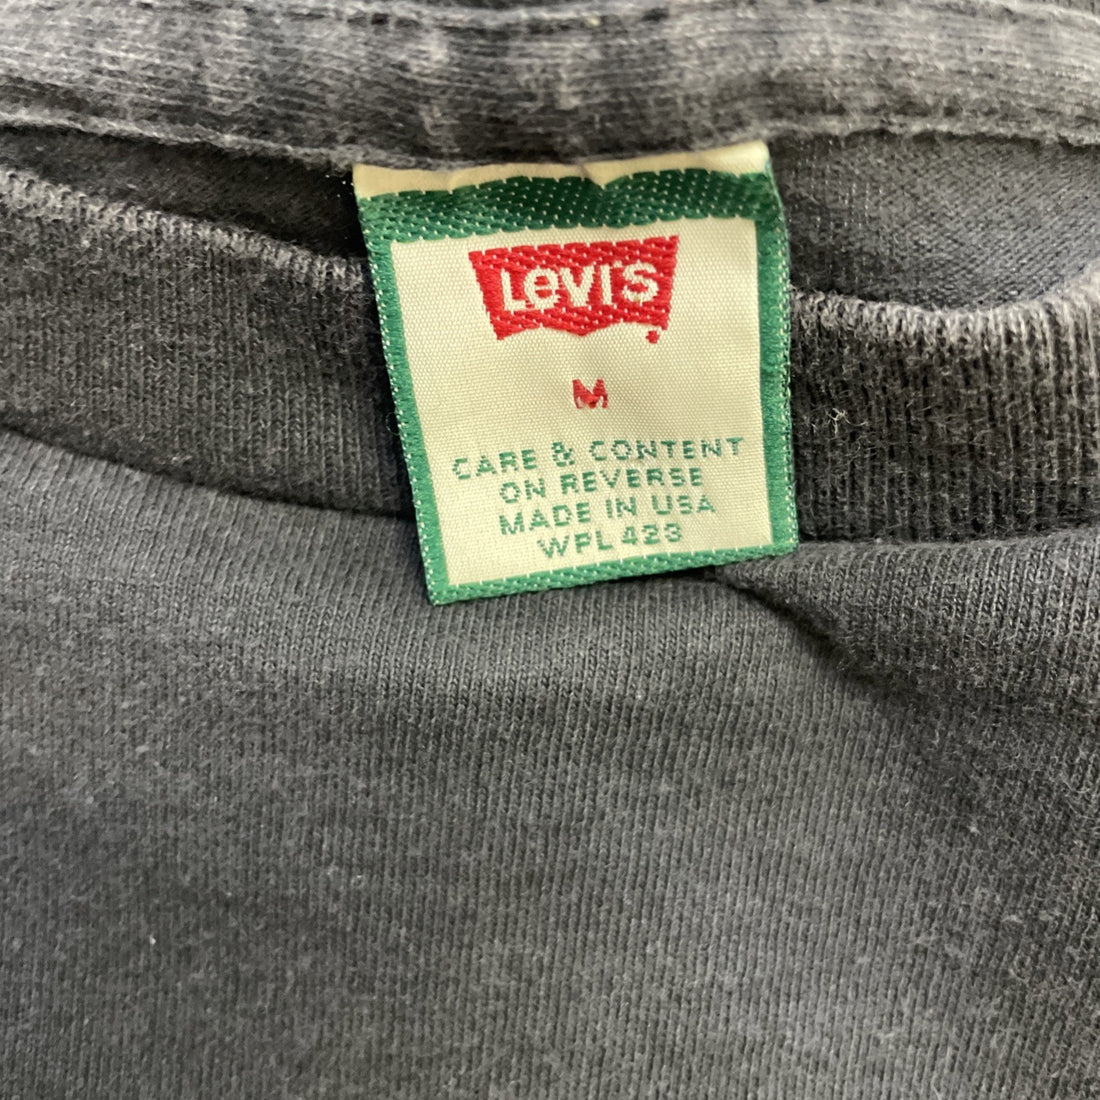 LEVI'S
M
CARE & CONTENT
ON REVERSE
MADE IN USA
WPL 423